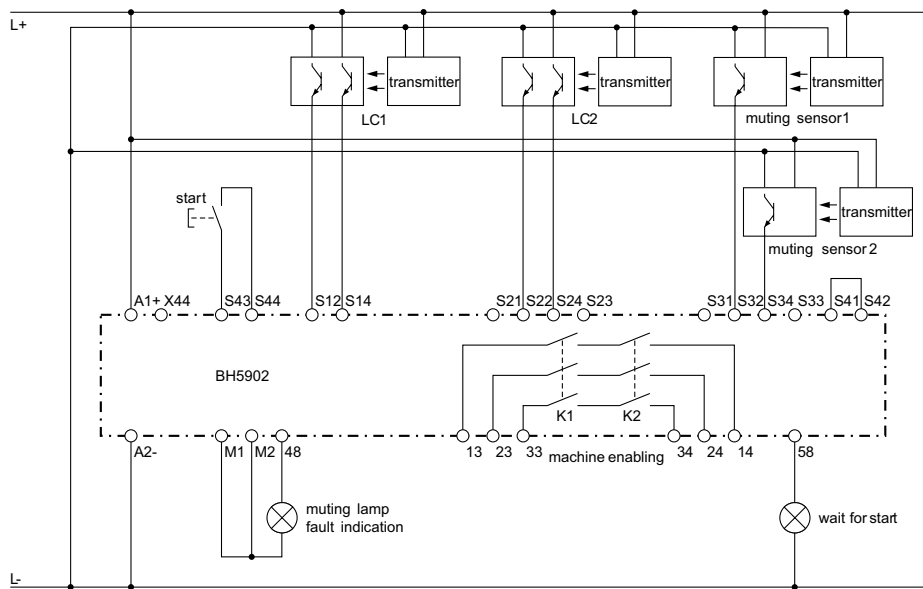 L+
transmitter
transmitter
transmitter
LC1
LC2
muting sensor1
start
transmitter
muting sensor2
A1+ X44 S43 S44 S12 S14 S21 S22 S24 S23 S31 S32 S34 S33 S41 S42
BH5902
K1 K2
A2- M1 M2 48 13 23 33 machine enabling 34 24 14 58
muting lamp
fault indication
wait for start
L-